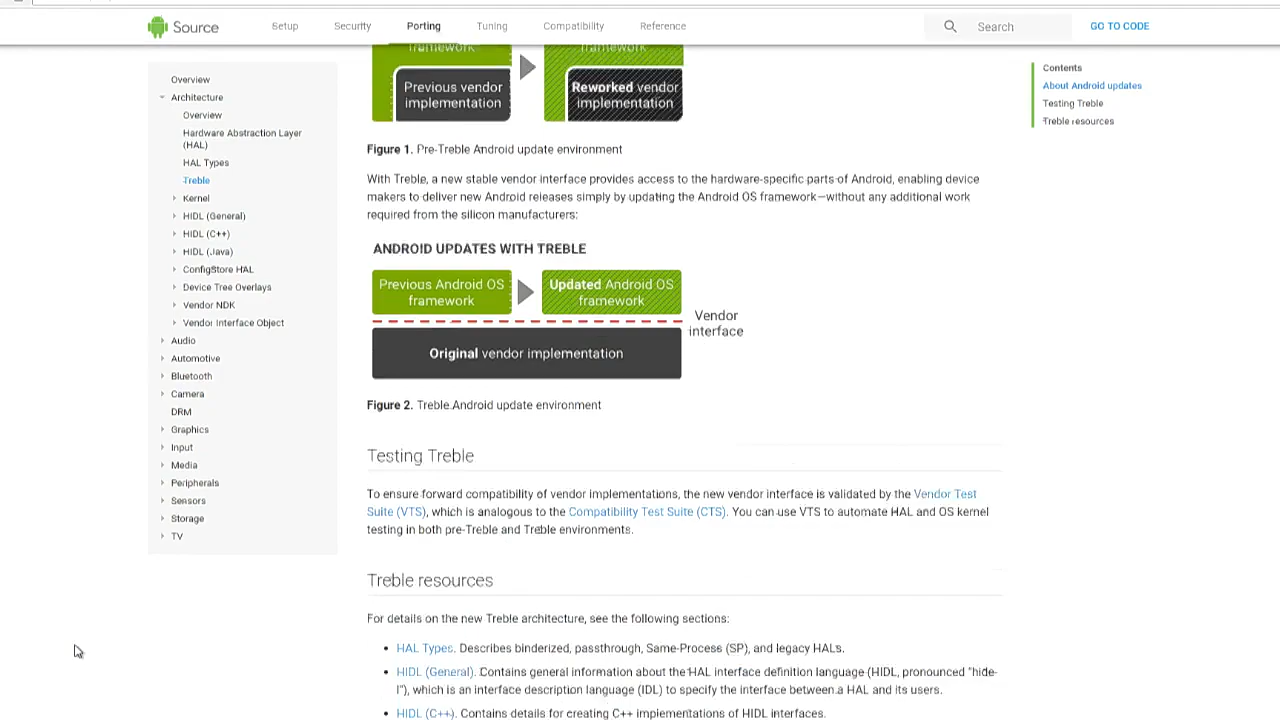 Source
Setup
Security
Porting
Tuning
Compatibility
Reference
Search
GO TO CODE
Overview
Architecture
Overview
Hardware Abstraction Layer
(HAL)
HAL Types
Treble
Kernel
HIDL (General)
HIDL (C++)
HIDL (Java)
ConfigStore HAL
Device Tree Overlays
Vendor NDK
Vendor Interface Object
Audio
Automotive
Bluetooth
Camera
DRM
Graphics
Input
Media
Peripherals
Sensors
Storage
TV
framework
framework
Previous vendor
implementation
Reworked vendor
implementation
Figure 1. Pre-Treble Android update environment
With Treble, a new stable vendor interface provides access to the hardware-specific parts of Android, enabling device
makers to deliver new Android releases simply by updating the Android OS framework—without any additional work
required from the silicon manufacturers:
ANDROID UPDATES WITH TREBLE
Previous Android OS
framework
Updated Android OS
framework
Vendor
interface
Original vendor implementation
Figure 2. Treble Android update environment
Testing Treble
To ensure forward compatibility of vendor implementations, the new vendor interface is validated by the Vendor Test
Suite (VTS), which is analogous to the Compatibility Test Suite (CTS). You can use VTS to automate HAL and OS kernel
testing in both pre-Treble and Treble environments.
Treble resources
For details on the new Treble architecture, see the following sections:
• HAL Types. Describes binderized, passthrough, Same-Process (SP), and legacy HALs.
• HIDL (General). Contains general information about the HAL interface definition language (HIDL, pronounced "hide-
l"), which is an interface description language (IDL) to specify the interface between a HAL and its users.
• HIDL (C++). Contains details for creating C++ implementations of HIDL interfaces.
Contents
About Android updates
Testing Treble
Treble resources